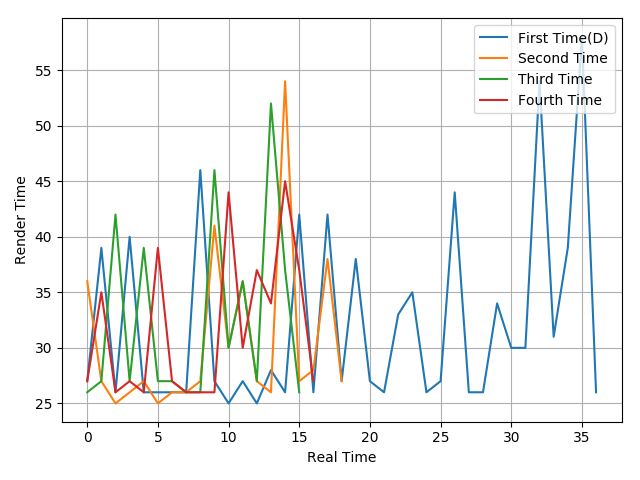 First Time(D)
Second Time
Third Time
Fourth Time
Render Time
55
50
45
40
35
30
25
0 5 10 15 20 25 30 35
Real Time